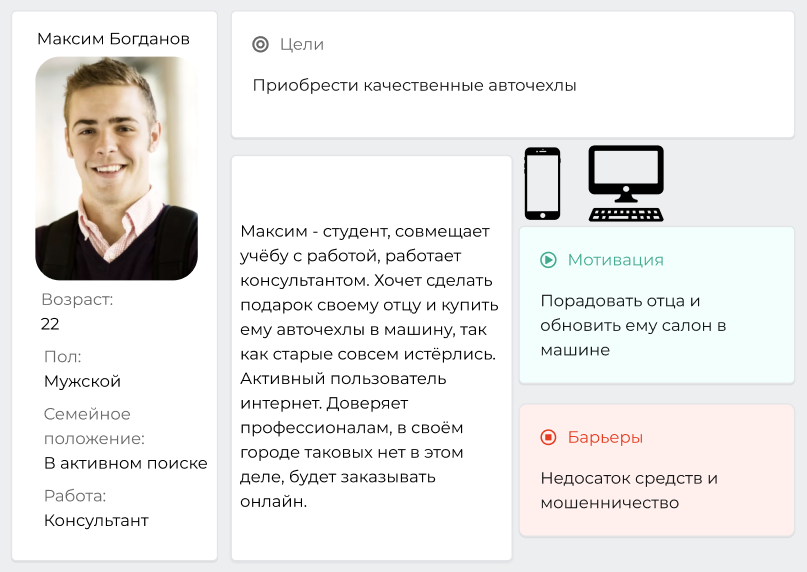 Максим Богданов
Возраст:
22
Пол:
Мужской
Семейное
положение:
В активном поиске
Работа:
Консультант
Цели
Приобрести качественные авточехлы
Максим - студент, совмещает
учёбу с работой, работает
консультантом. Хочет сделать
подарок своему отцу и купить
ему авточехлы в машину, так
как старые совсем истёрлись.
Активный пользователь
интернет. Доверяет
профессионалам, в своём
городе таковых нет в этом
деле, будет заказывать
онлайн.
Мотивация
Порадовать отца и
обновить ему салон в
машине
Барьеры
Недосаток средств и
мошенничество